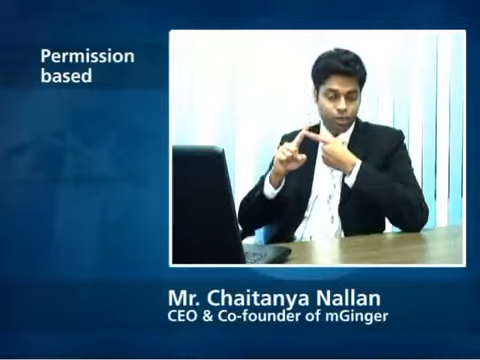 Permission
based
Mr. Chaitanya Nallan
CEO & Co-founder of mGinger